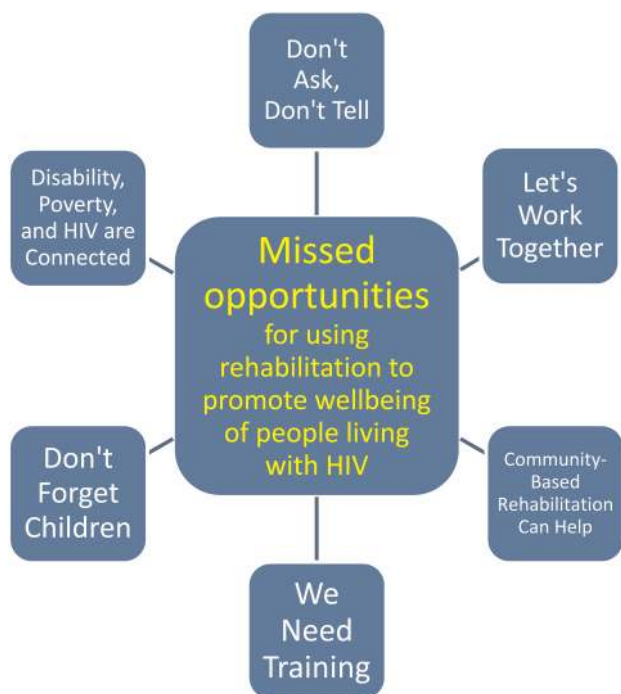 Don't
Ask,
Don't Tell
Let's
Work
Together
Community-
Based
Rehabilitation
Can Help
We
Need
Training
Don't
Forget
Children
Disability,
Poverty,
and HIV are
Connected
Missed
opportunities
for using
rehabilitation to
promote wellbeing
of people living
with HIV